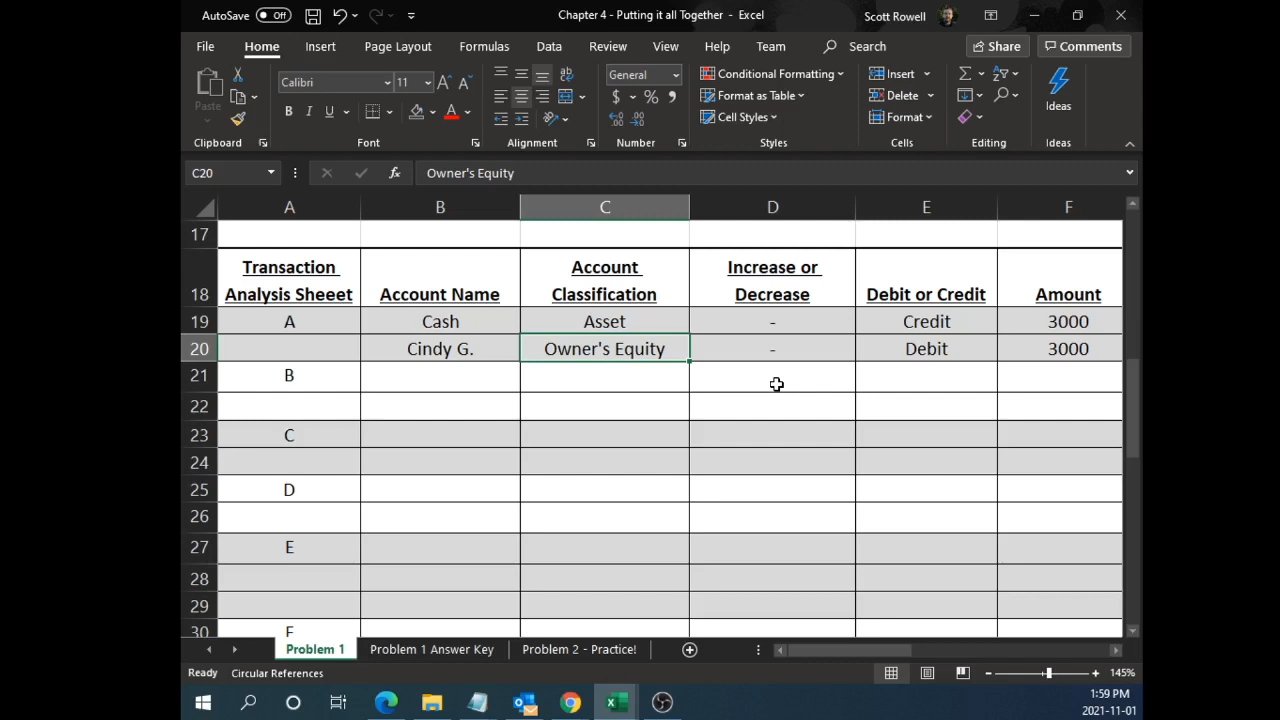 AutoSave Off Chapter 4 - Putting it all Together - Excel Scott Rowell
File Home Insert Page Layout Formulas Data Review View Help Team Search Share Comments
Calibri 11 General Conditional Formatting Insert
Paste B I U A $ % Format as Table Delete Ideas
Cell Styles Format
Clipboard Font Alignment Number Styles Cells Editing Ideas
C20 fx Owner's Equity
A B C D E F
17
Transaction Account Increase or
18 Analysis Sheeet Account Name Classification Decrease Debit or Credit Amount
19 A Cash Asset - Credit 3000
20 Cindy G. Owner's Equity - Debit 3000
21 B
22
23 C
24
25 D
26
27 E
28
29
30 F
Problem 1 Problem 1 Answer Key Problem 2 - Practice!
Ready Circular References 145%
1:59 PM
2021-11-01